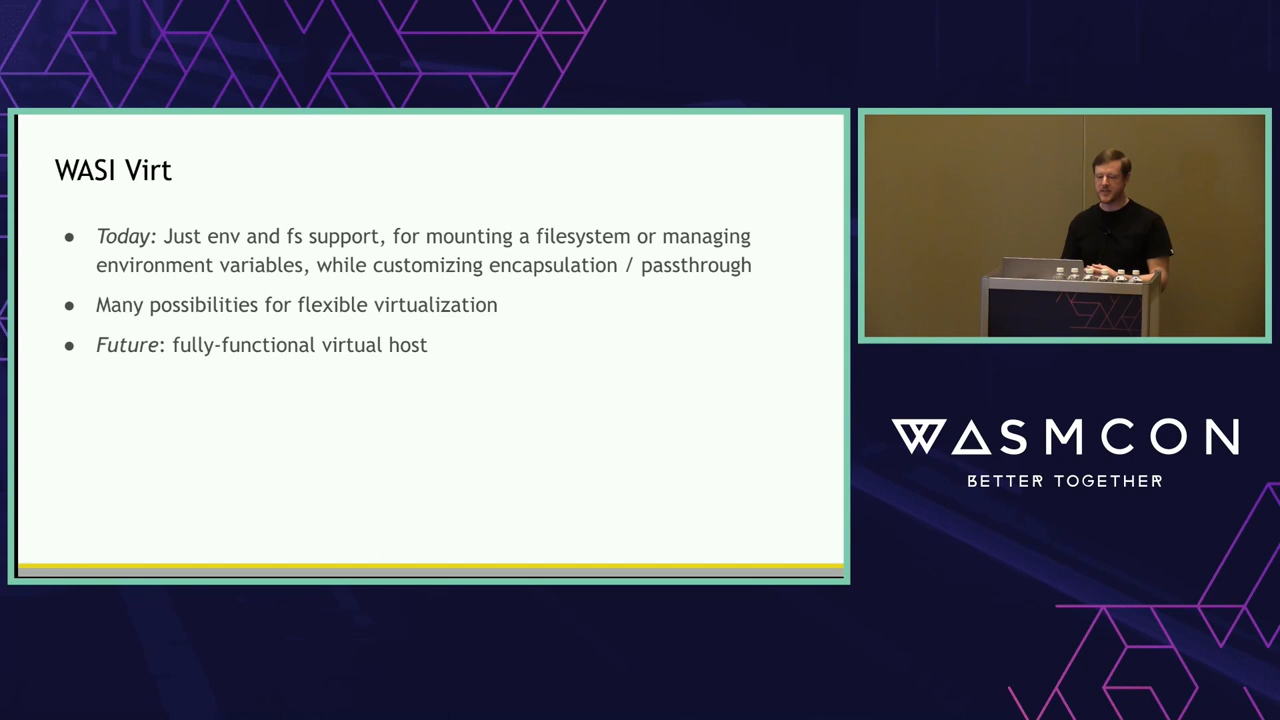 WASI Virt
● Today: Just env and fs support, for mounting a filesystem or managing
environment variables, while customizing encapsulation / passthrough
● Many possibilities for flexible virtualization
● Future: fully-functional virtual host
WASMCON
BETTER TOGETHER